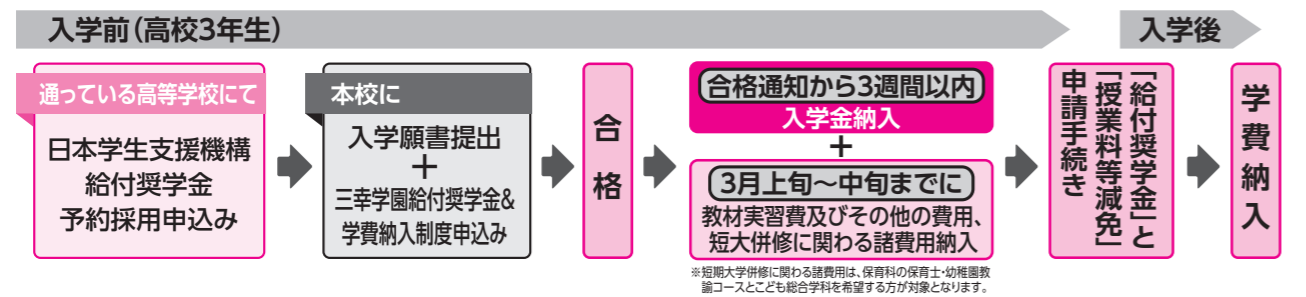 入学前(高校3年生)
入学後
通っている高等学校にて
日本学生支援機構
給付奨学金
予約採用申込み
本校に
入学願書提出
＋
三幸学園給付奨学金&
学費納入制度申込み
合格
合格通知から3週間以内
入学金納入
＋
3月上旬～中旬までに
教材実習費及びその他の費用、
短大併修に関わる諸費用納入
※短期大学併修に関わる諸費用は、保育科の保育士・幼稚園教
諭コースとこども総合学科を希望する方が対象となります。
「給付奨学金」と
「授業料等減免」
申請手続き
学費納入